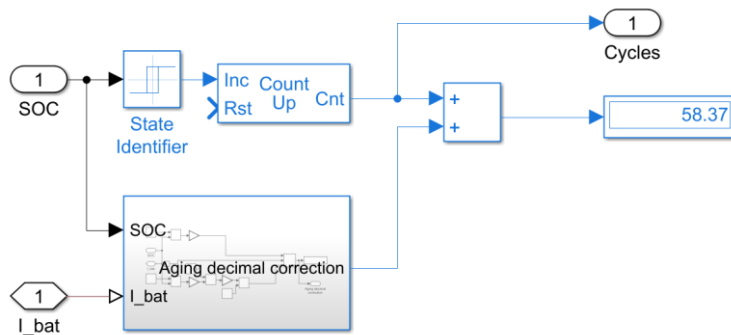 1
Cycles
1
SOC
State
Identifier
Inc
Rst
Count
Up
Cnt
+
+
58.37
SOC
Aging decimal correction
I_bat
1
I_bat